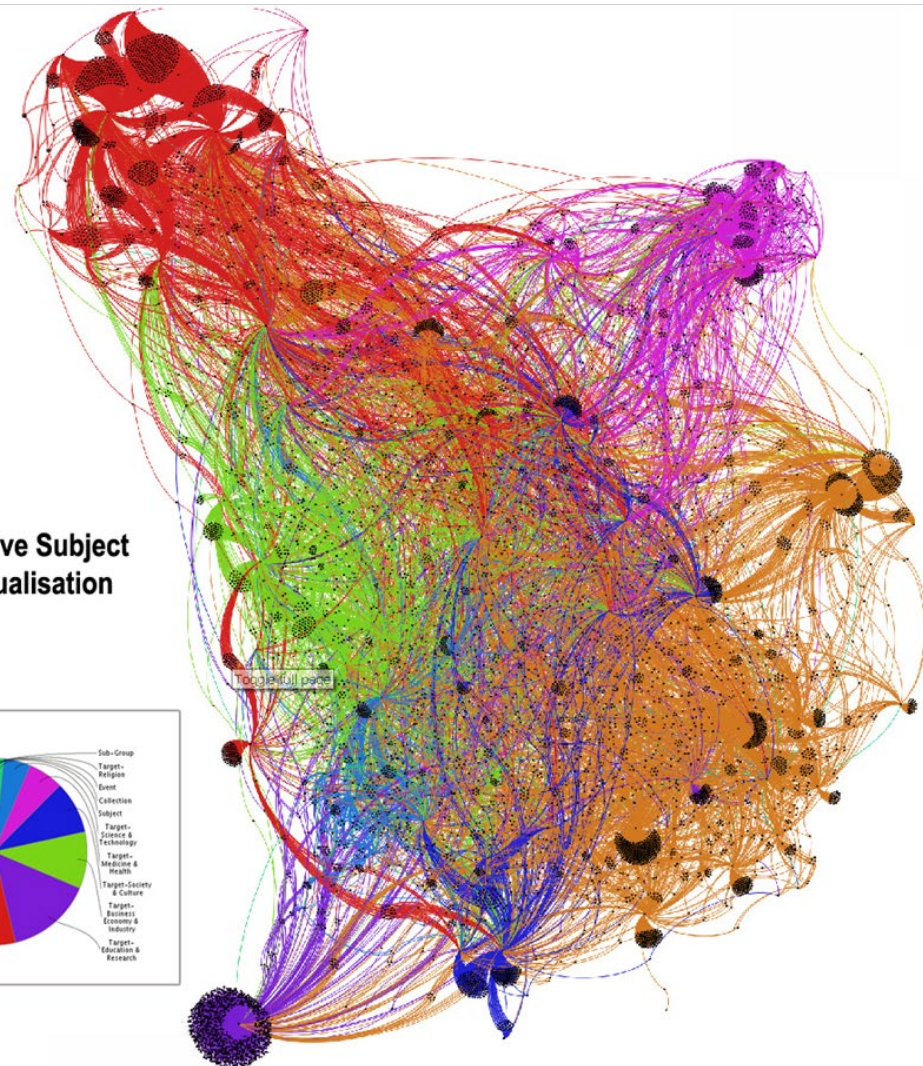 ve Subject
ualisation
Toggle full page
Sub-Group
Target-
Religion
Event
Collection
Subject
Target-
Science &
Technology
Target-
Medicine &
Health
Target-Society
& Culture
Target-
Business
Economy &
Industry
Target-
Education &
Research